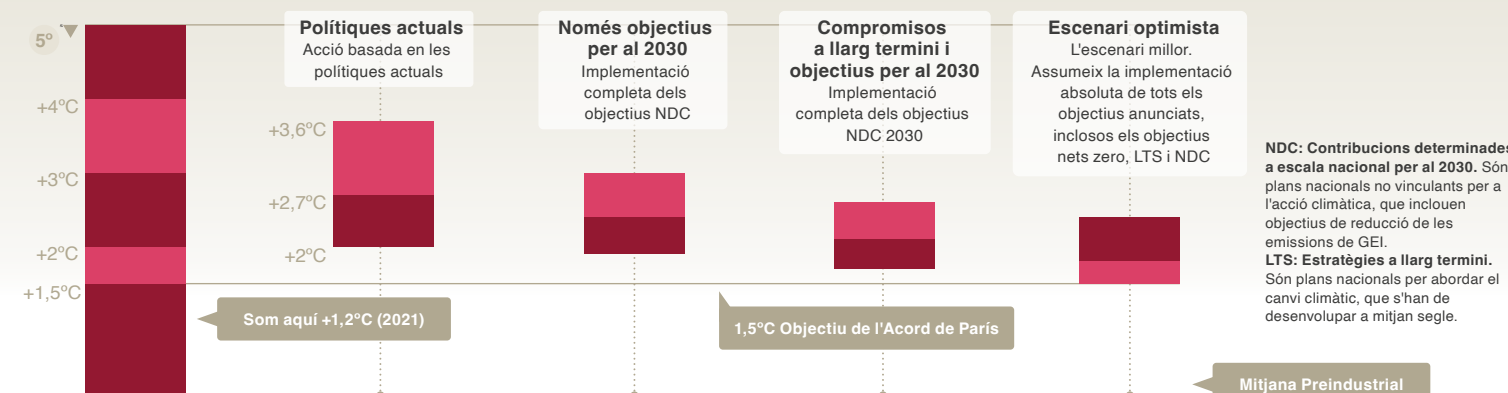 5º
+4ºC
+3ºC
+2ºC
+1,5ºC
Polítiques actuals
Acció basada en les
polítiques actuals
+3,6ºC
+2,7ºC
+2ºC
Només objectius
per al 2030
Implementació
completa dels
objectius NDC
Compromisos
a llarg termini i
objectius per al 2030
Implementació
completa dels objectius
NDC 2030
Escenari optimista
L'escenari millor.
Assumeix la implementació
absoluta de tots els
objectius anunciats,
inclosos els objectius
nets zero, LTS i NDC
NDC: Contribucions determinades
a escala nacional per al 2030. Són
plans nacionals no vinculants per a
l'acció climàtica, que inclouen
objectius de reducció de les
emissions de GEI.
LTS: Estratègies a llarg termini.
Són plans nacionals per abordar el
canvi climàtic, que s'han de
desenvolupar a mitjan segle.
Som aquí +1,2ºC (2021)
1,5ºC Objectiu de l'Acord de París
Mitjana Preindustrial